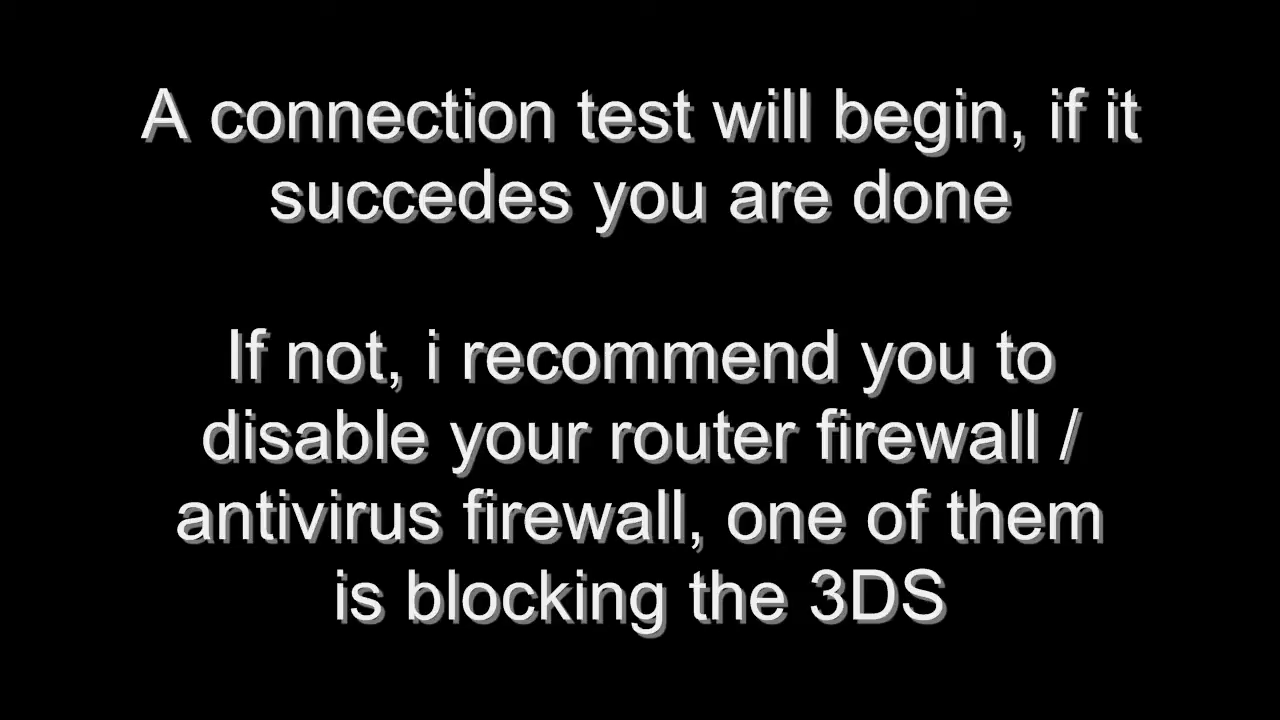 A connection test will begin, if it
succedes you are done
If not, i recommend you to
disable your router firewall /
antivirus firewall, one of them
is blocking the 3DS